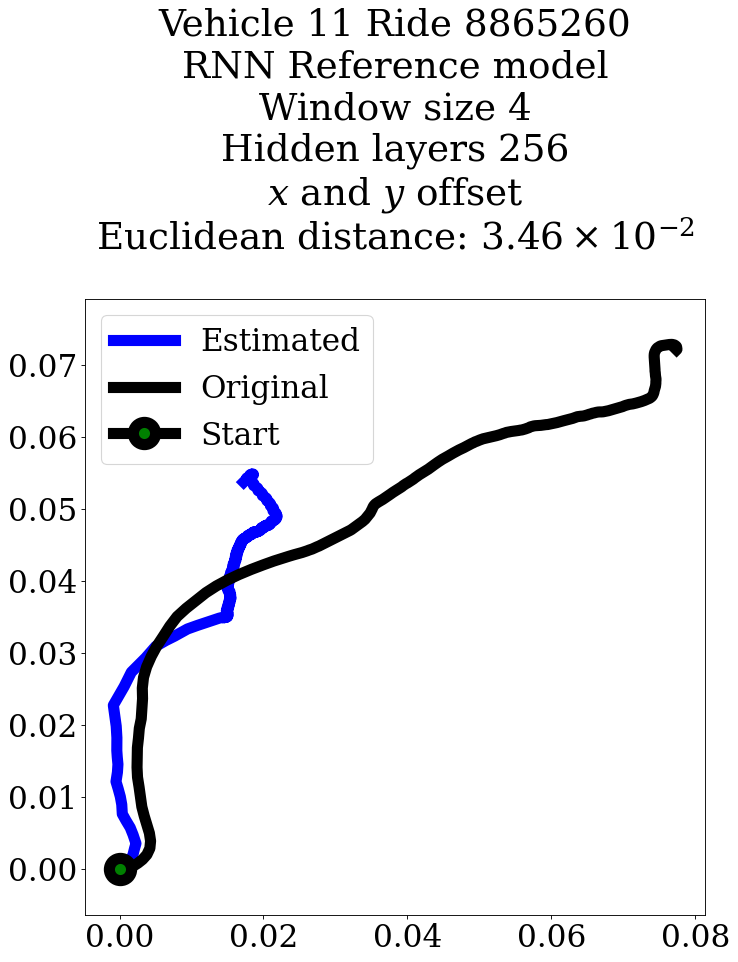 Vehicle 11 Ride 8865260
RNN Reference model
Window size 4
Hidden layers 256
x and y offset
Euclidean distance: 3.46 × 10⁻²
Estimated
Original
Start
0.07
0.06
0.05
0.04
0.03
0.02
0.01
0.00
0.00 0.02 0.04 0.06 0.08